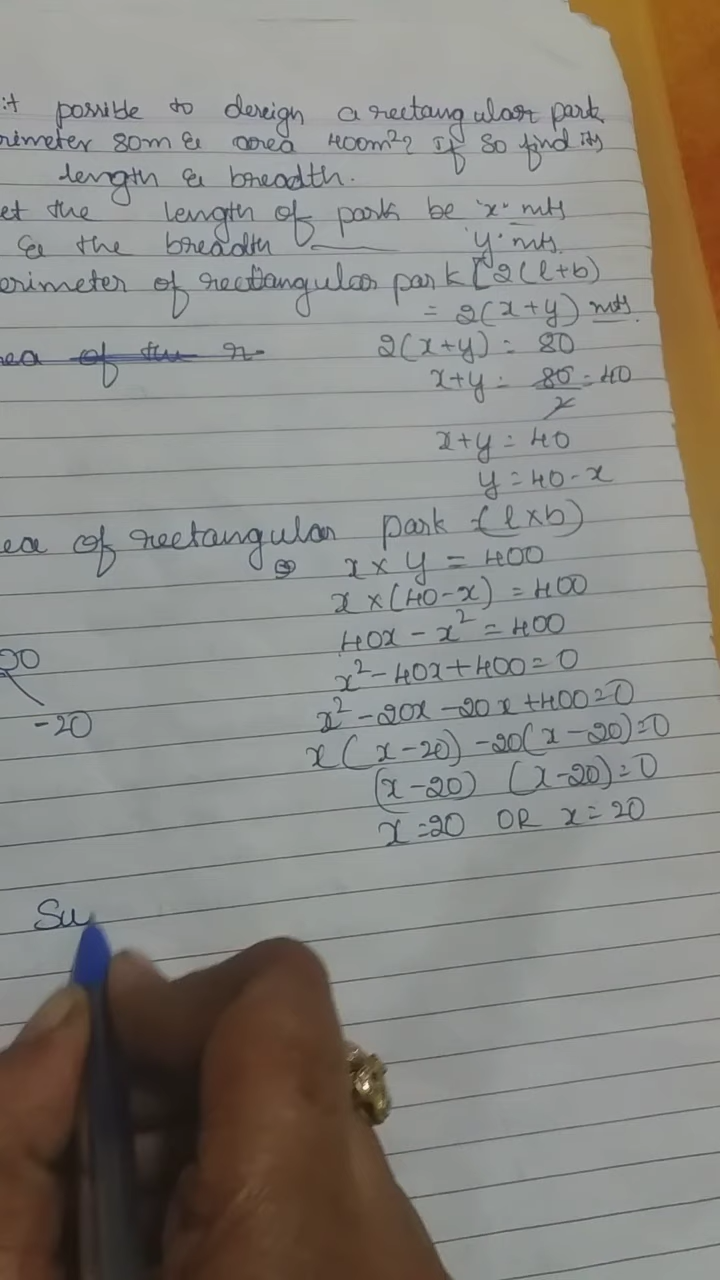 it possible to design a rectangular park
rimeter 80m & area 400m²? If so find its
length & breadth.
et the length of park be 'x' mts
& the breadth ——— 'y' mts.
erimeter of rectangular park [2(l+b)
= 2(x+y) mts.
2(x+y) = 80
x+y = 80/2 = 40
x+y = 40
y = 40-x
ea of rectangular park (l×b)
x × y = 400
x ×(40-x) = 400
40x - x² = 400
x² - 40x + 400 = 0
-20
x² - 20x - 20x + 400 = 0
x(x-20) -20(x-20)=0
(x-20) (x-20)=0
x=20 OR x=20
Su